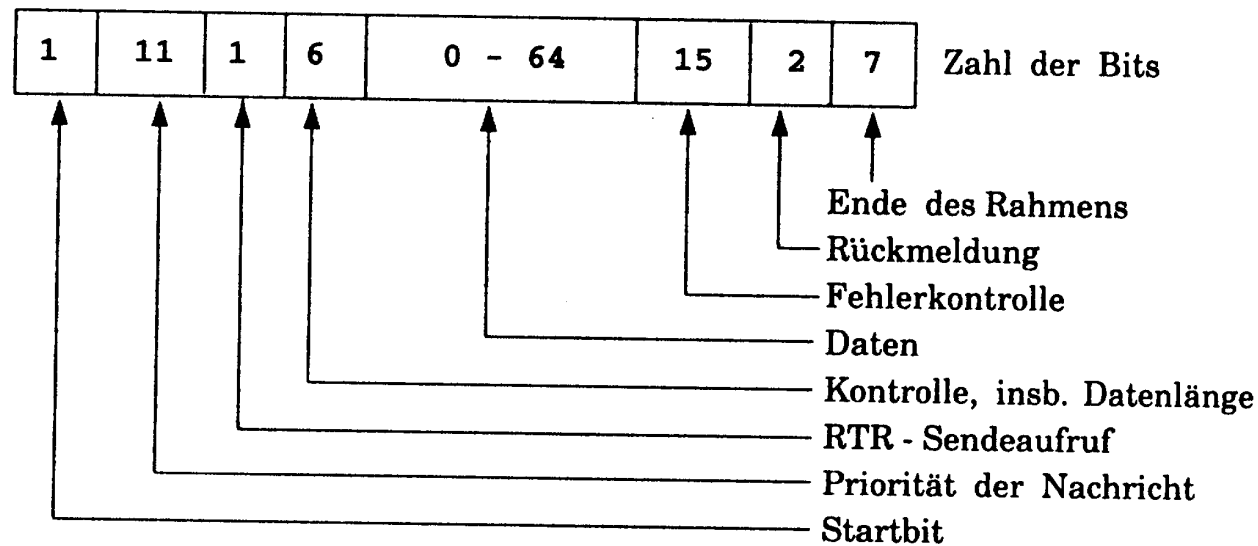 1 11 1 6 0 - 64 15 2 7 Zahl der Bits
Ende des Rahmens
Rückmeldung
Fehlerkontrolle
Daten
Kontrolle, insb. Datenlänge
RTR - Sendeaufruf
Priorität der Nachricht
Startbit